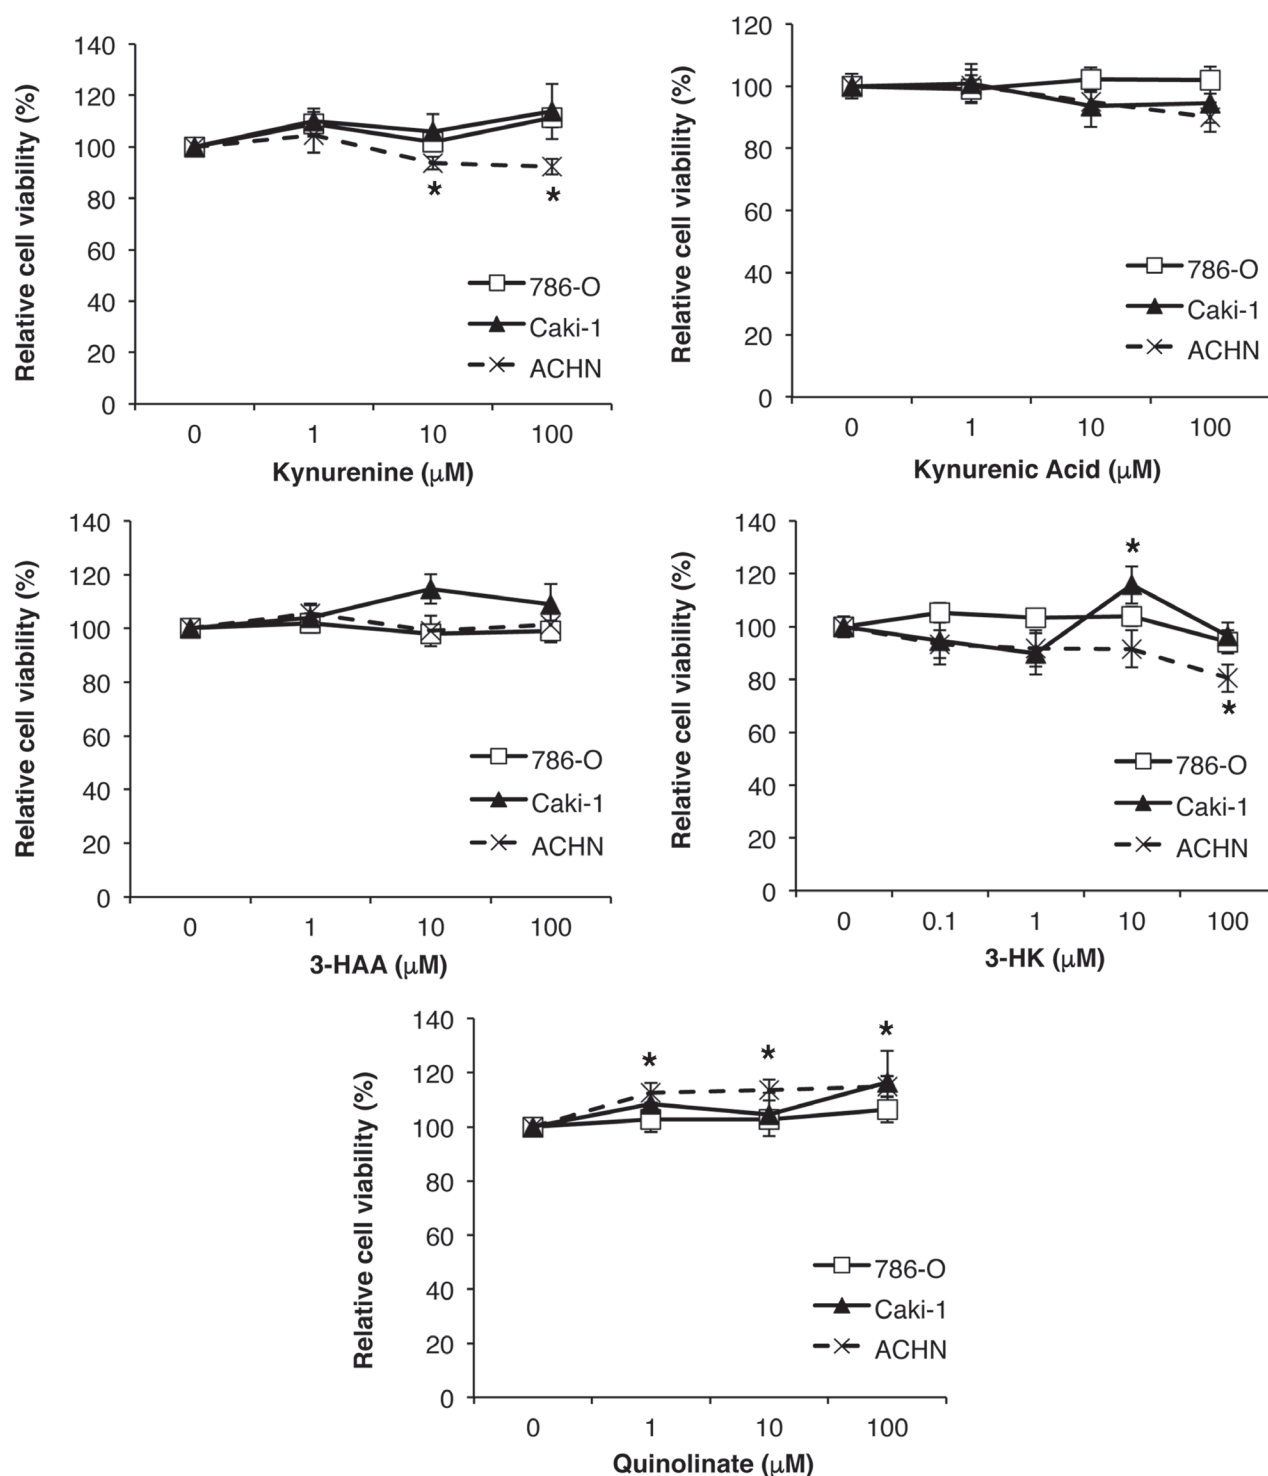 Relative cell viability (%)
140
120
100
80
60
40
20
0
*
*
786-O
Caki-1
ACHN
0 1 10 100
Kynurenine (μM)
Relative cell viability (%)
120
100
80
60
40
20
0
786-O
Caki-1
ACHN
0 1 10 100
Kynurenic Acid (μM)
Relative cell viability (%)
140
120
100
80
60
40
20
0
786-O
Caki-1
ACHN
0 1 10 100
3-HAA (μM)
Relative cell viability (%)
140
120
100
80
60
40
20
0
*
*
786-O
Caki-1
ACHN
0 0.1 1 10 100
3-HK (μM)
Relative cell viability (%)
140
120
100
80
60
40
20
0
* * *
786-O
Caki-1
ACHN
0 1 10 100
Quinolinate (μM)